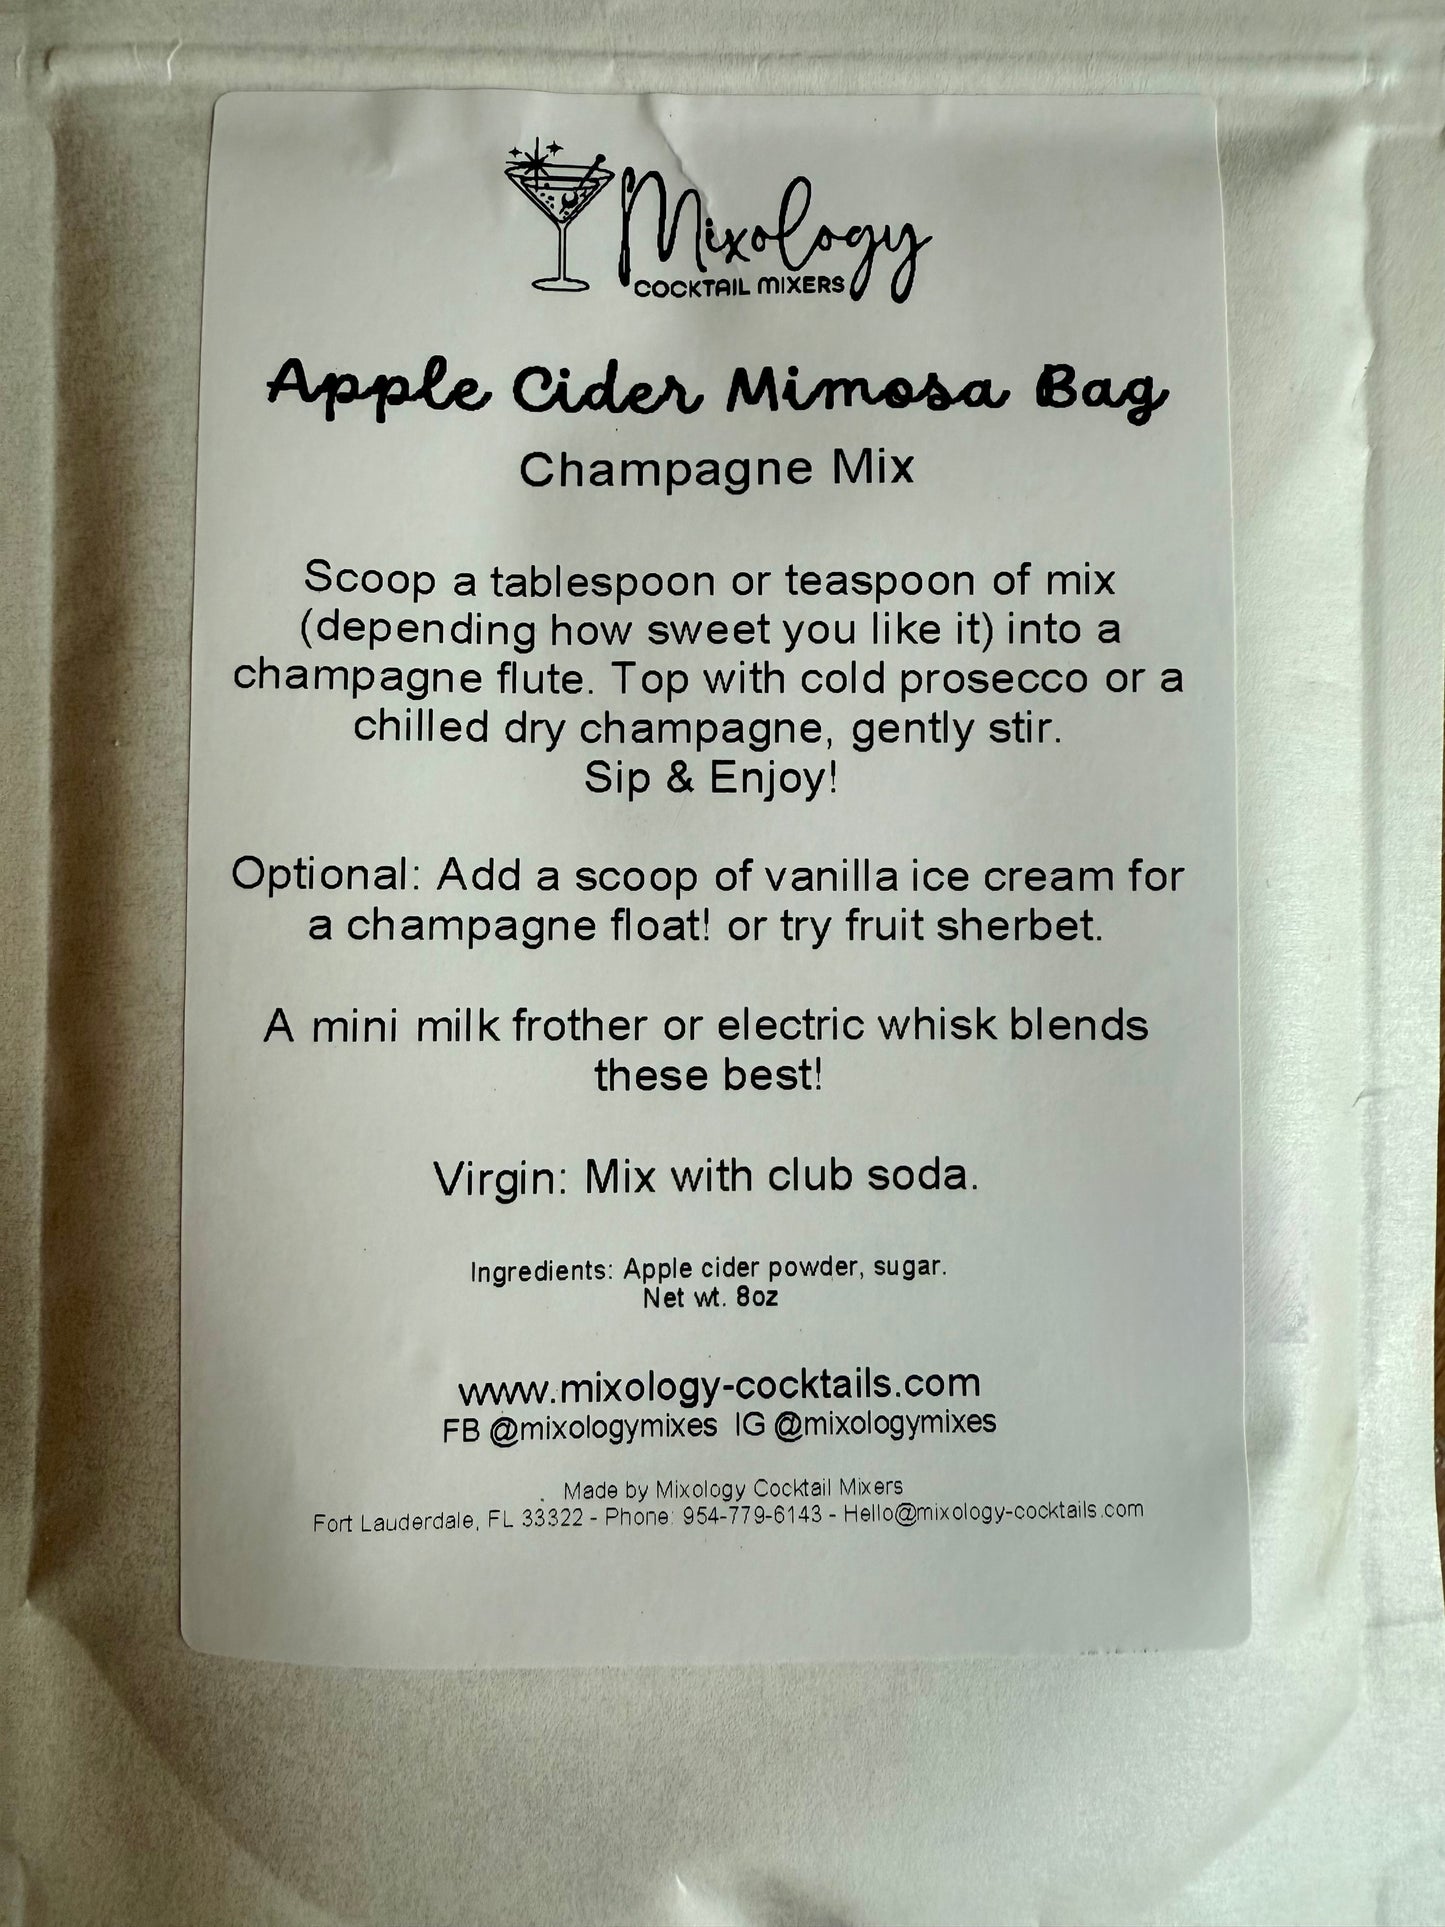 Mixology
COCKTAIL MIXERS
Apple Cider Mimosa Bag
Champagne Mix
Scoop a tablespoon or teaspoon of mix
(depending how sweet you like it) into a
champagne flute. Top with cold prosecco or a
chilled dry champagne, gently stir.
Sip & Enjoy!
Optional: Add a scoop of vanilla ice cream for
a champagne float! or try fruit sherbet.
A mini milk frother or electric whisk blends
these best!
Virgin: Mix with club soda.
Ingredients: Apple cider powder, sugar.
Net wt. 8oz
www.mixology-cocktails.com
FB @mixologymixes IG @mixologymixes
Made by Mixology Cocktail Mixers
Fort Lauderdale, FL 33322 - Phone: 954-779-6143 - Hello@mixology-cocktails.com